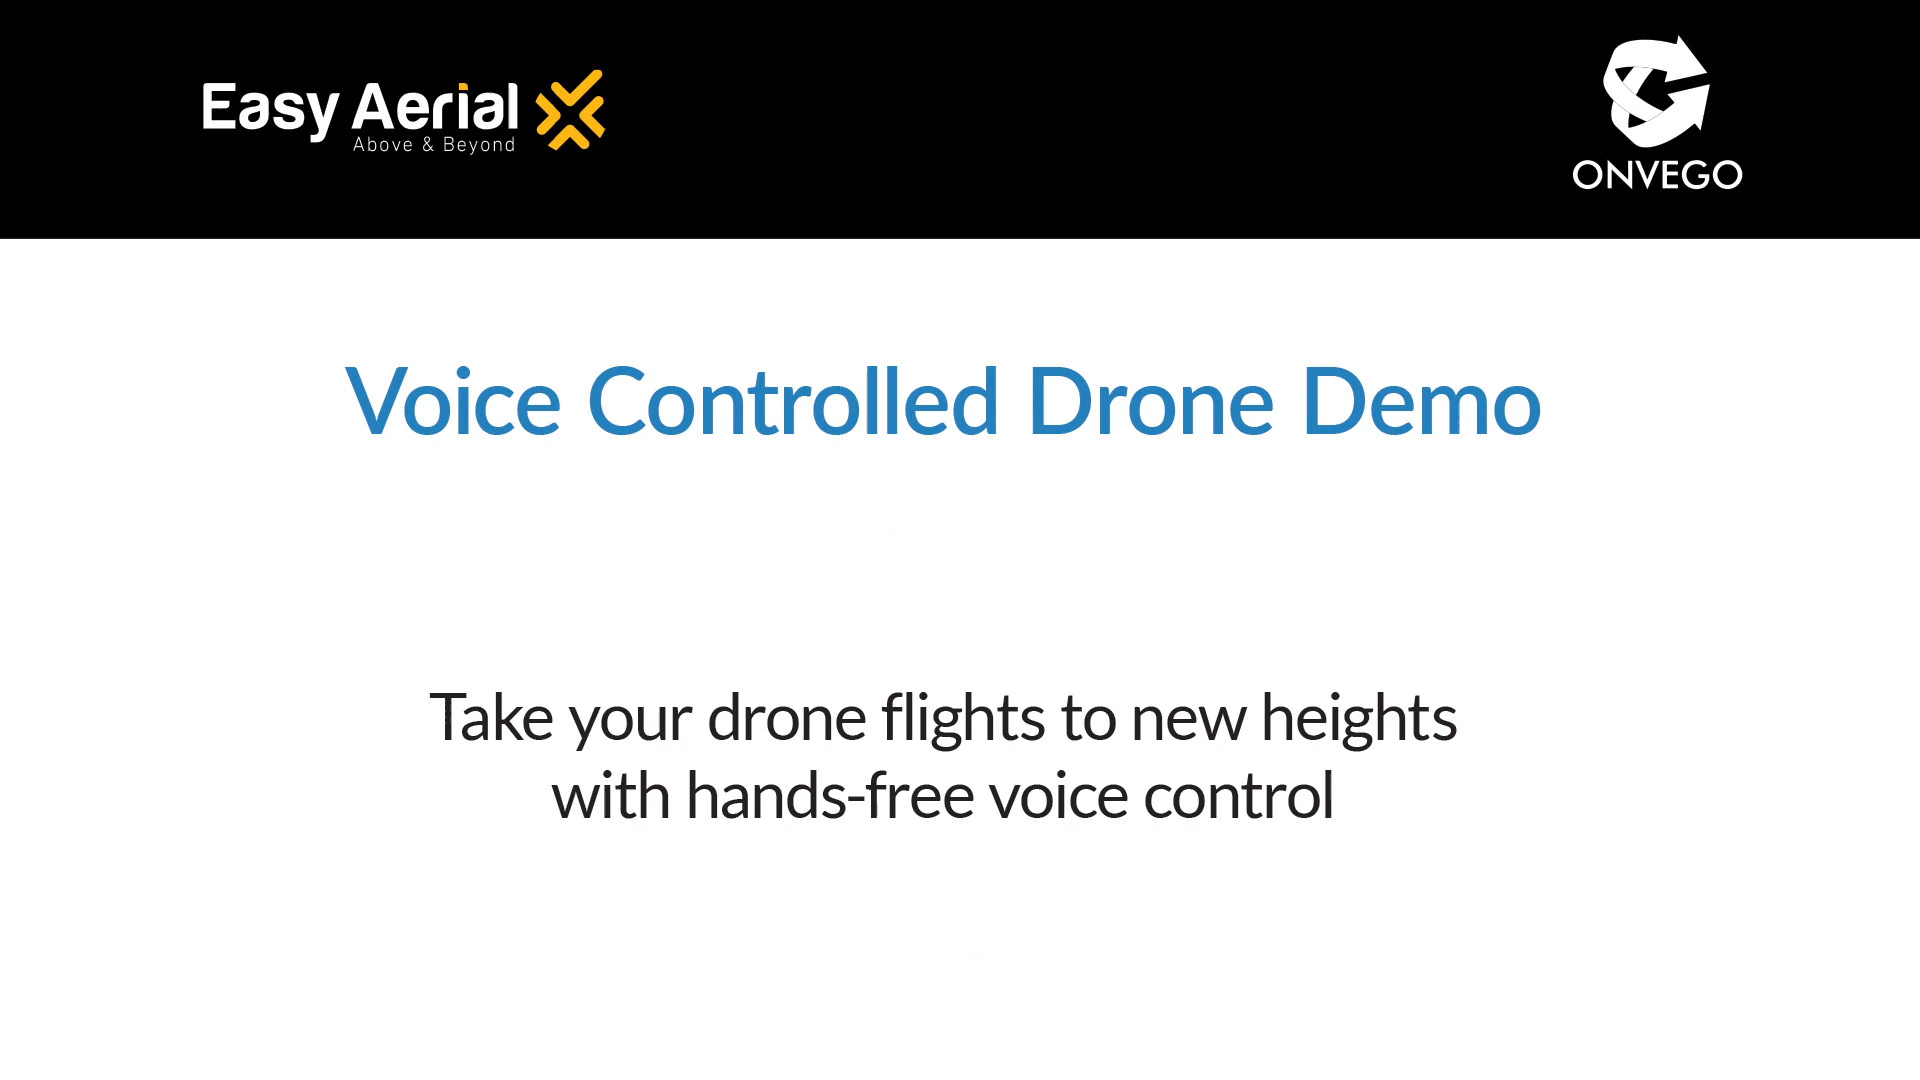 Easy Aerial
Above & Beyond
ONVEGO
Voice Controlled Drone Demo
Take your drone flights to new heights
with hands-free voice control